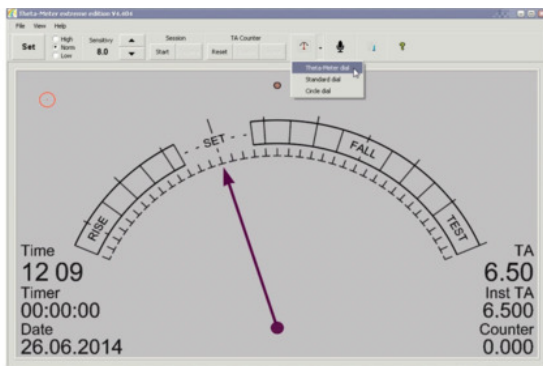 Theta-Meter extreme edition V4.604
File View Help
Set
High
Norm
Low
Sensitivy
8.0
Session
Start
TA Counter
Reset
Theta-Meter dial
Standard dial
Circle dial
RISE
SET
FALL
TEST
Time
12 09
Timer
00:00:00
Date
26.06.2014
TA
6.50
Inst TA
6.500
Counter
0.000